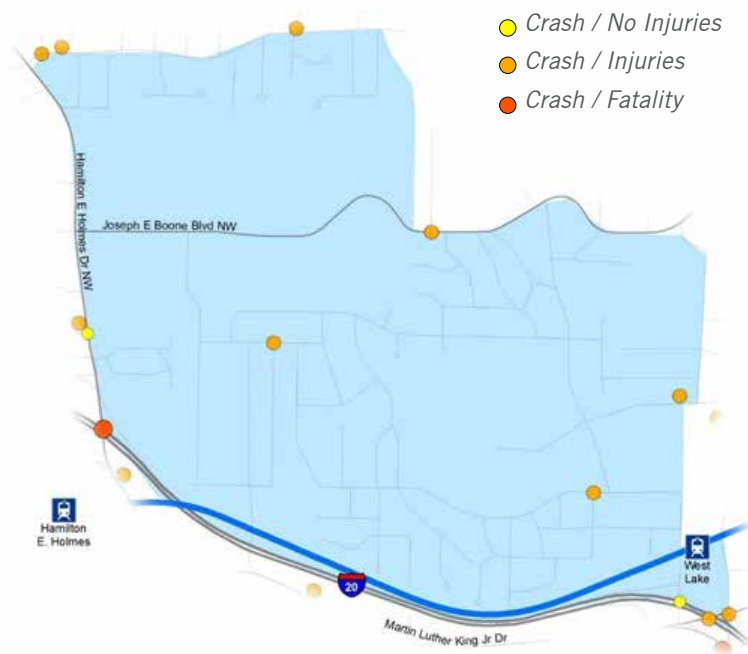 Crash / No Injuries
Crash / Injuries
Crash / Fatality
Hamilton E Holmes Dr NW
Joseph E Boone Blvd NW
Hamilton
E. Holmes
West
Lake
20
Martin Luther King Jr Dr